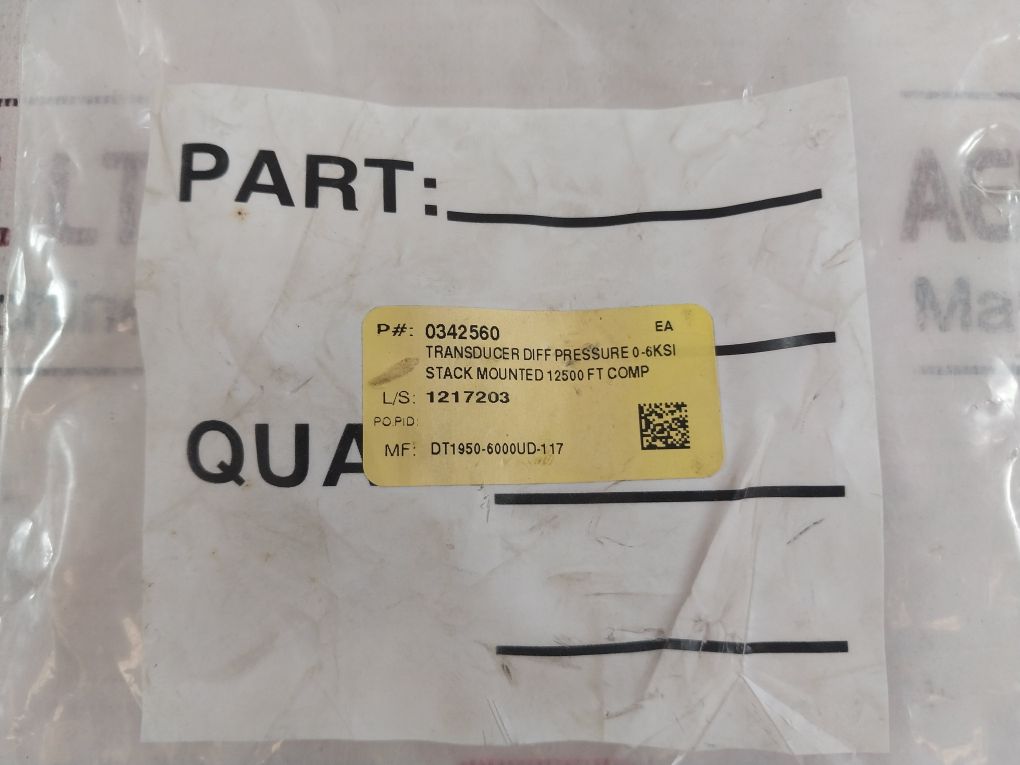 PART:
P#: 0342560 EA
TRANSDUCER DIFF PRESSURE 0-6KSI
STACK MOUNTED 12500 FT COMP
L/S: 1217203
PO.PID:
MF: DT1950-6000UD-117
QUA